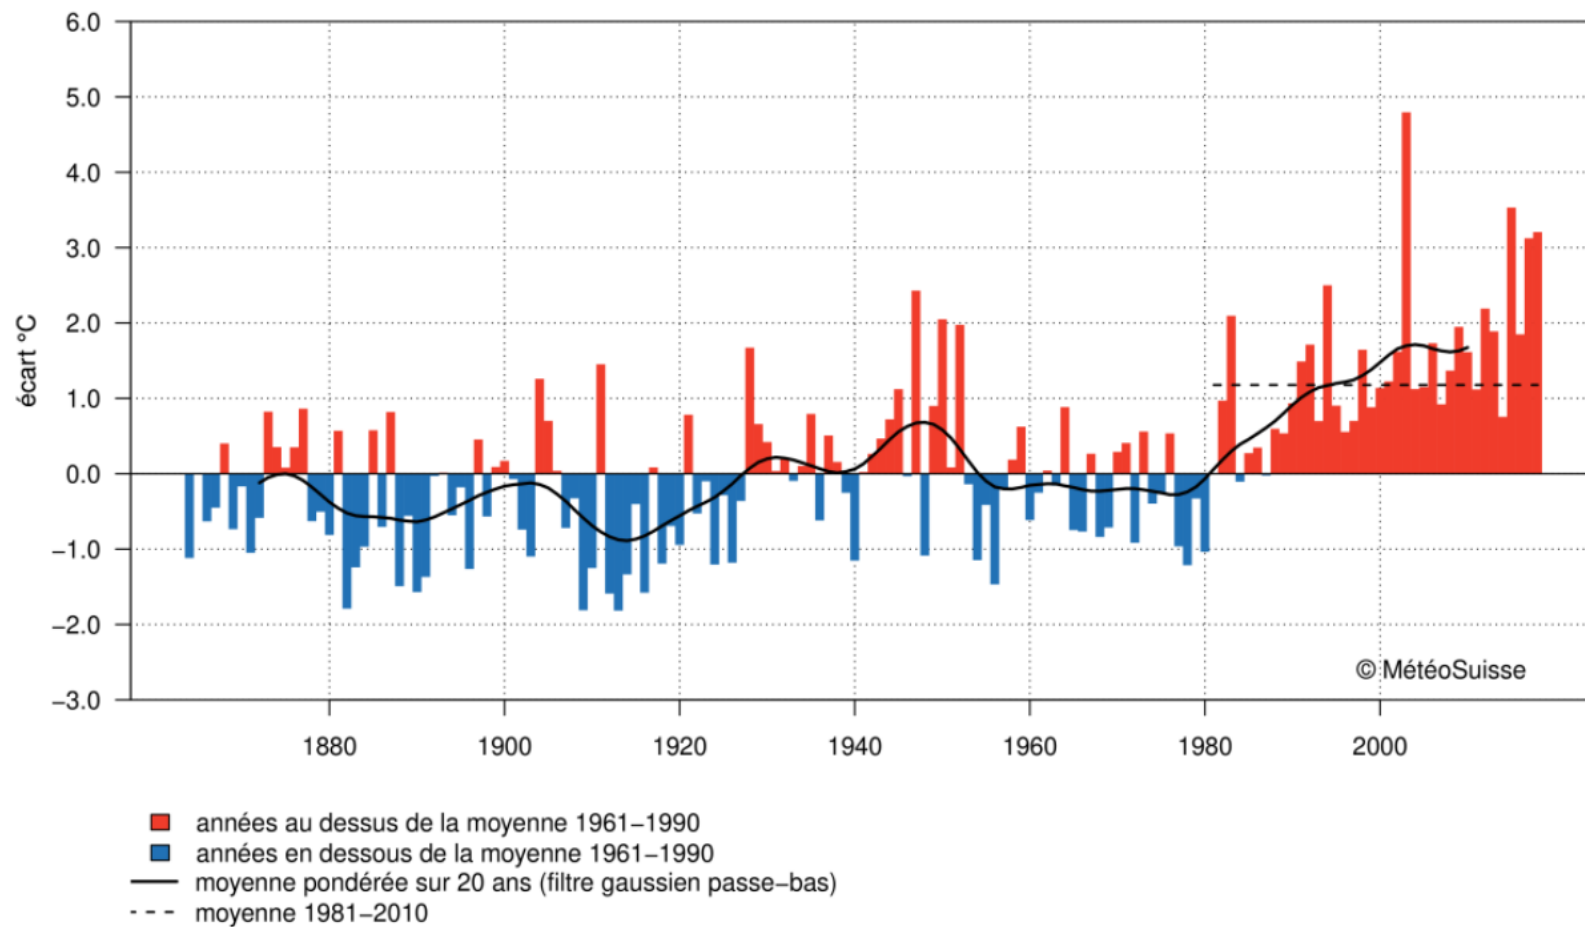 6.0
5.0
4.0
3.0
2.0
1.0
0.0
−1.0
−2.0
−3.0
écart °C
© MétéoSuisse
1880 1900 1920 1940 1960 1980 2000
années au dessus de la moyenne 1961−1990
années en dessous de la moyenne 1961−1990
moyenne pondérée sur 20 ans (filtre gaussien passe−bas)
moyenne 1981−2010